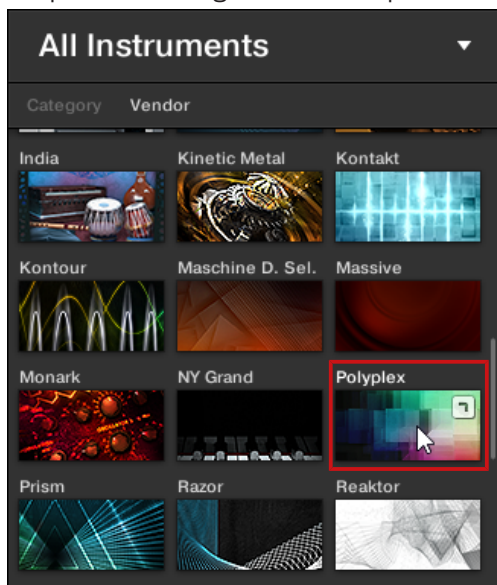 All Instruments
Category Vendor
India Kinetic Metal Kontakt
Kontour Maschine D. Sel. Massive
Monark NY Grand Polyplex
Prism Razor Reaktor